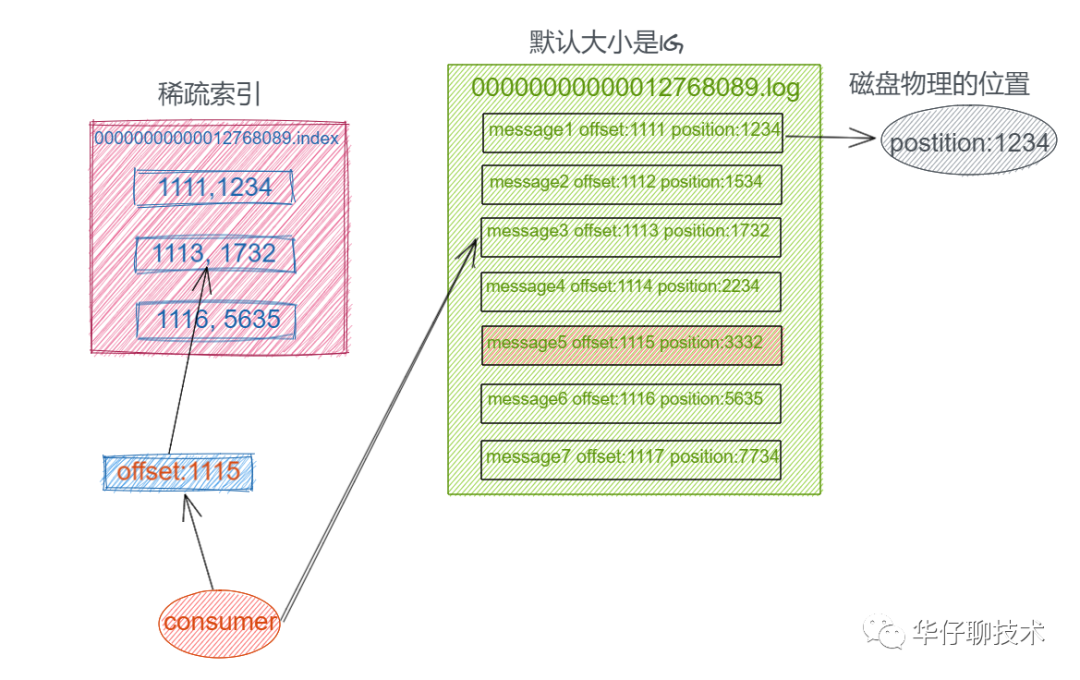 稀疏索引
00000000000012768089.index
1111,1234
1113, 1732
1116, 5635
offset:1115
consumer
默认大小是1G,
00000000000012768089.log
message1 offset:1111 position:1234
message2 offset:1112 position:1534
message3 offset:1113 position:1732
message4 offset:1114 position:2234
message5 offset:1115 position:3332
message6 offset:1116 position:5635
message7 offset:1117 position:7734
磁盘物理的位置
postition:1234
华仔聊技术